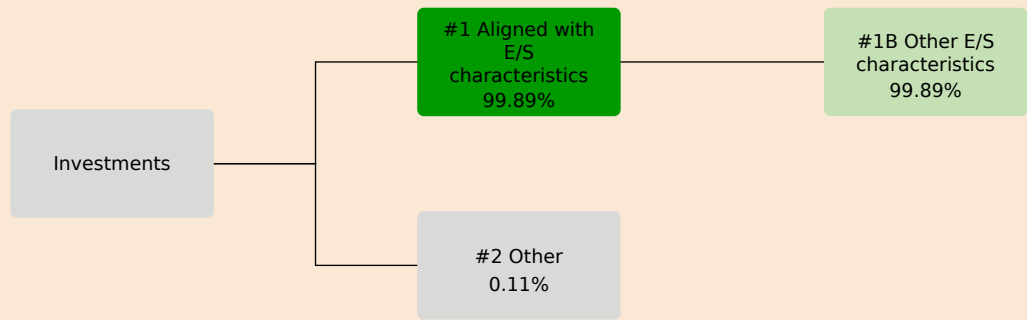 Investments
#1 Aligned with
E/S
characteristics
99.89%
#1B Other E/S
characteristics
99.89%
#2 Other
0.11%